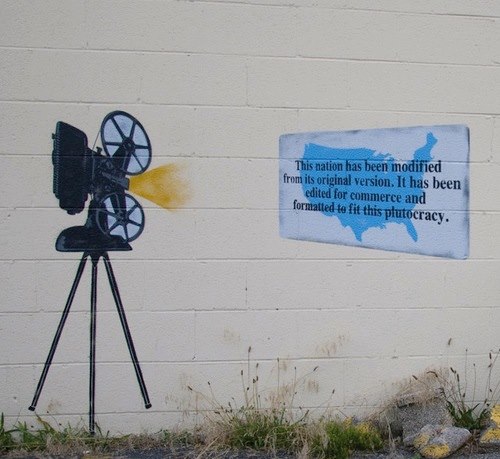 This nation has been modified
from its original version. It has been
edited for commerce and
formatted to fit this plutocracy.